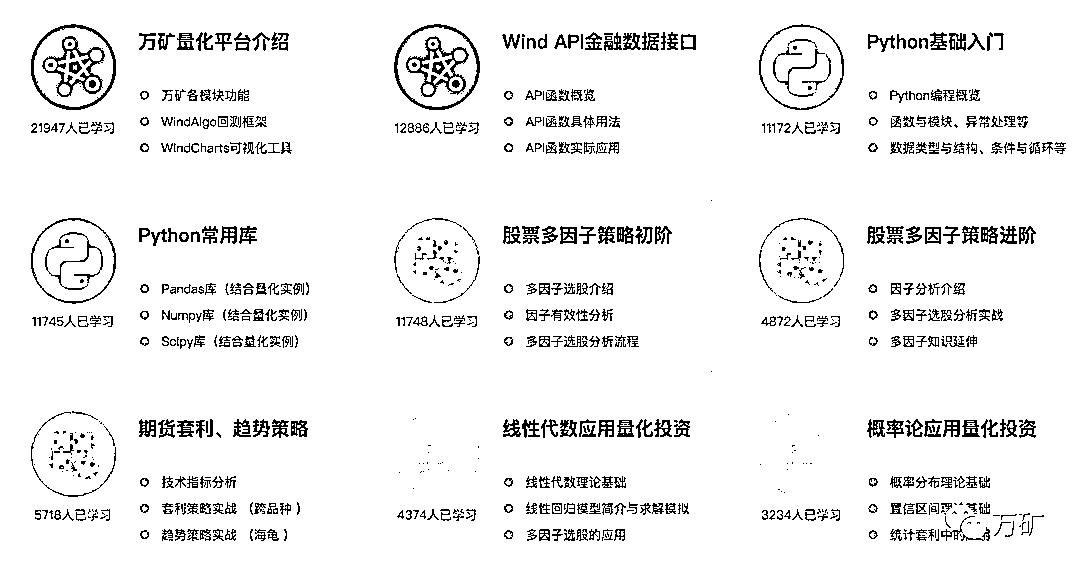 万矿量化平台介绍
万矿各模块功能
WindAlgo回测框架
WindCharts可视化工具
21947人已学习
Wind API金融数据接口
API函数概览
API函数具体用法
API函数实际应用
12886人已学习
Python基础入门
Python编程概览
函数与模块、异常处理等
数据类型与结构、条件与循环等
11172人已学习
Python常用库
Pandas库（结合量化实例）
Numpy库（结合量化实例）
Scipy库（结合量化实例）
11745人已学习
股票多因子策略初阶
多因子选股介绍
因子有效性分析
多因子选股分析流程
11748人已学习
股票多因子策略进阶
因子分析介绍
多因子选股分析实战
多因子知识延伸
4872人已学习
期货套利、趋势策略
技术指标分析
套利策略实战 （跨品种 ）
趋势策略实战 （海龟 ）
5718人已学习
线性代数应用量化投资
线性代数理论基础
线性回归模型简介与求解模拟
多因子选股的应用
4374人已学习
概率论应用量化投资
概率分布理论基础
置信区间理论基础
统计套利中的
3234人已学习
万矿